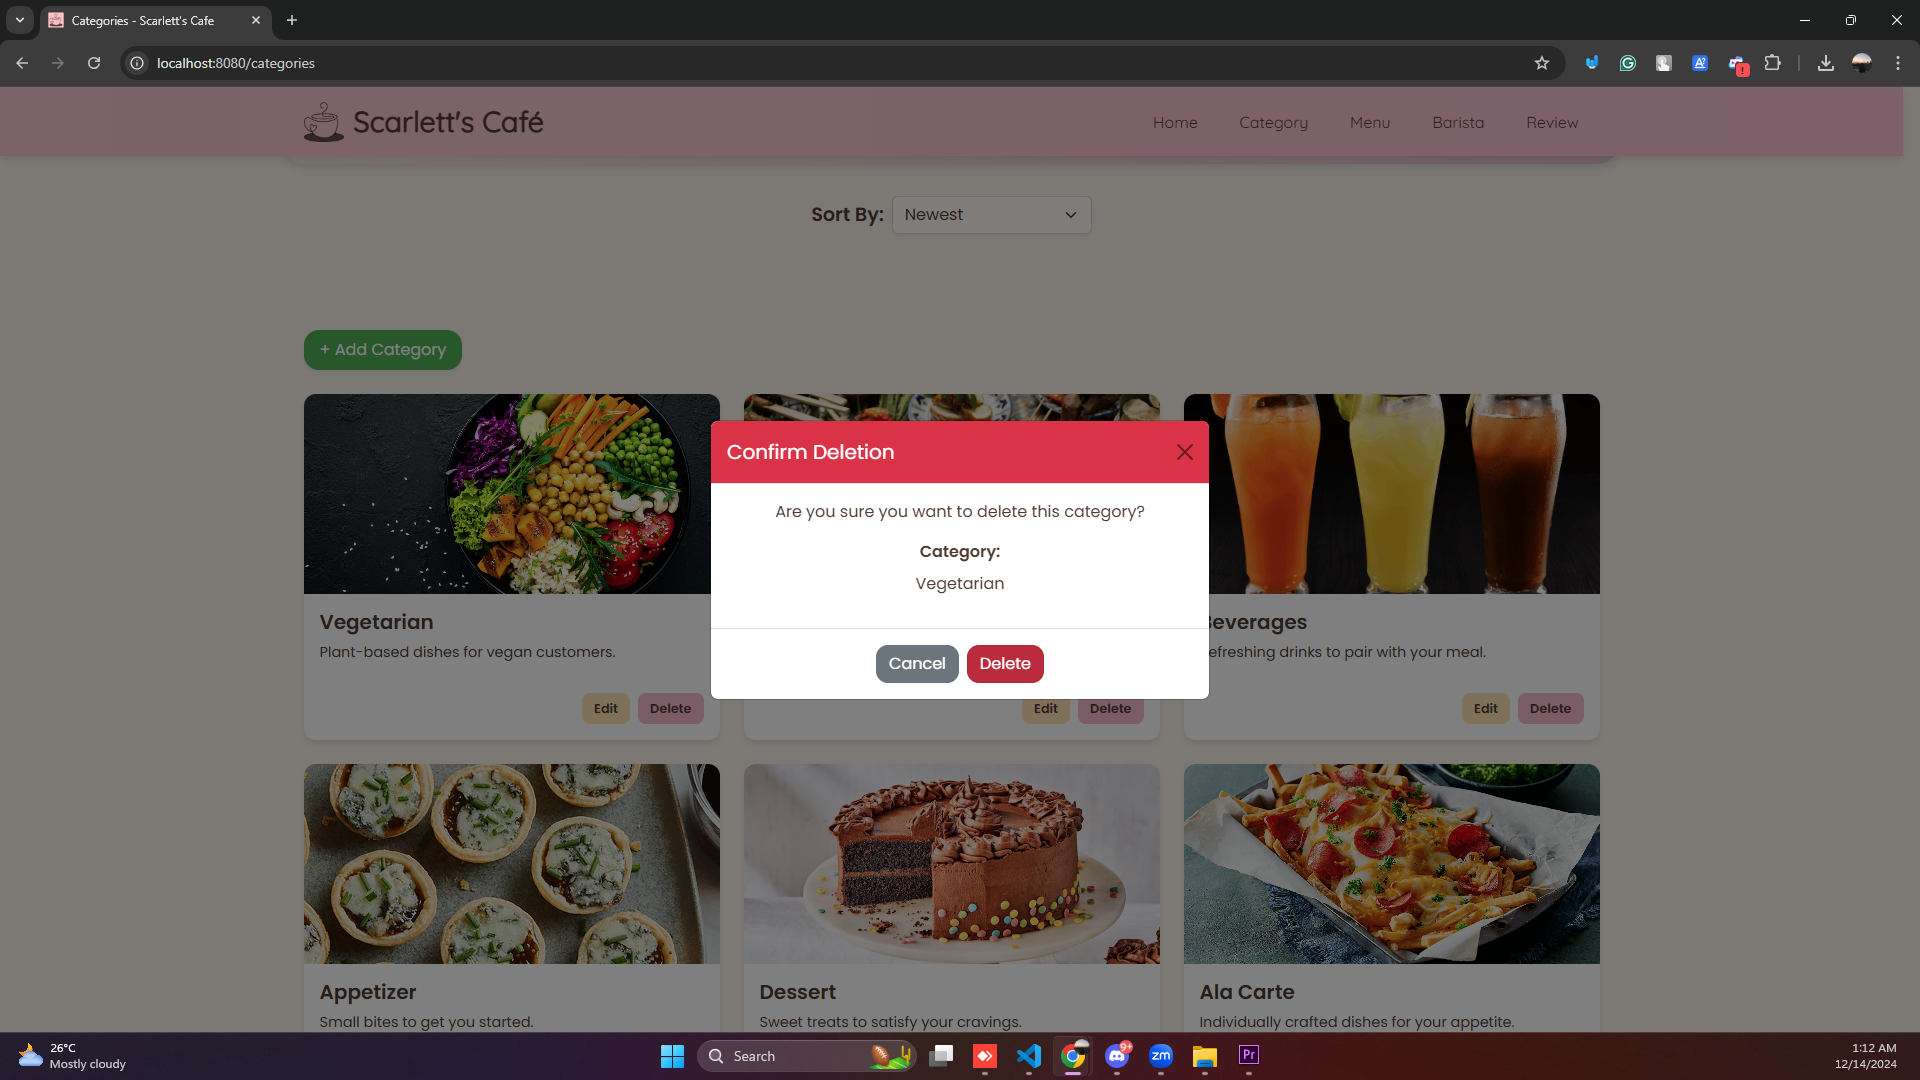 Categories - Scarlett's Cafe
localhost:8080/categories
Scarlett's Café
Home
Category
Menu
Barista
Review
Sort By:
Newest
+ Add Category
Confirm Deletion
Are you sure you want to delete this category?
Category:
Vegetarian
Cancel
Delete
Vegetarian
Plant-based dishes for vegan customers.
Edit
Delete
Edit
Delete
Beverages
efreshing drinks to pair with your meal.
Edit
Delete
Appetizer
Small bites to get you started.
Dessert
Sweet treats to satisfy your cravings.
Ala Carte
Individually crafted dishes for your appetite.
26°C
Mostly cloudy
Search
9+
zm
Pr
1:12 AM
12/14/2024